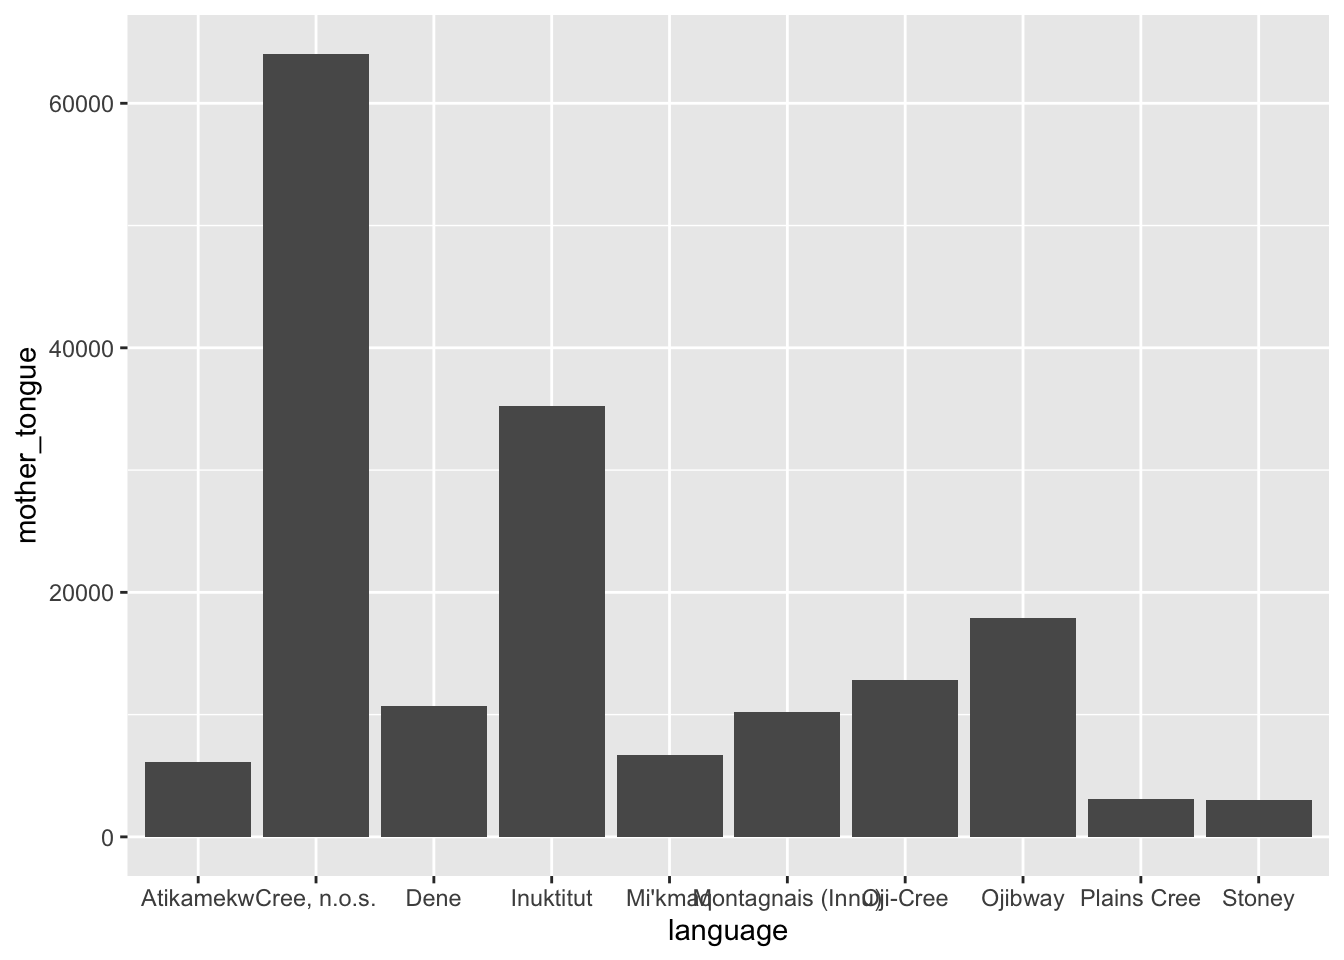 60000
40000
20000
0
mother_tongue
Atikamekw Cree, n.o.s. Dene Inuktitut Mi'kmaq Montagnais (Innu) Oji-Cree Ojibway Plains Cree Stoney
language